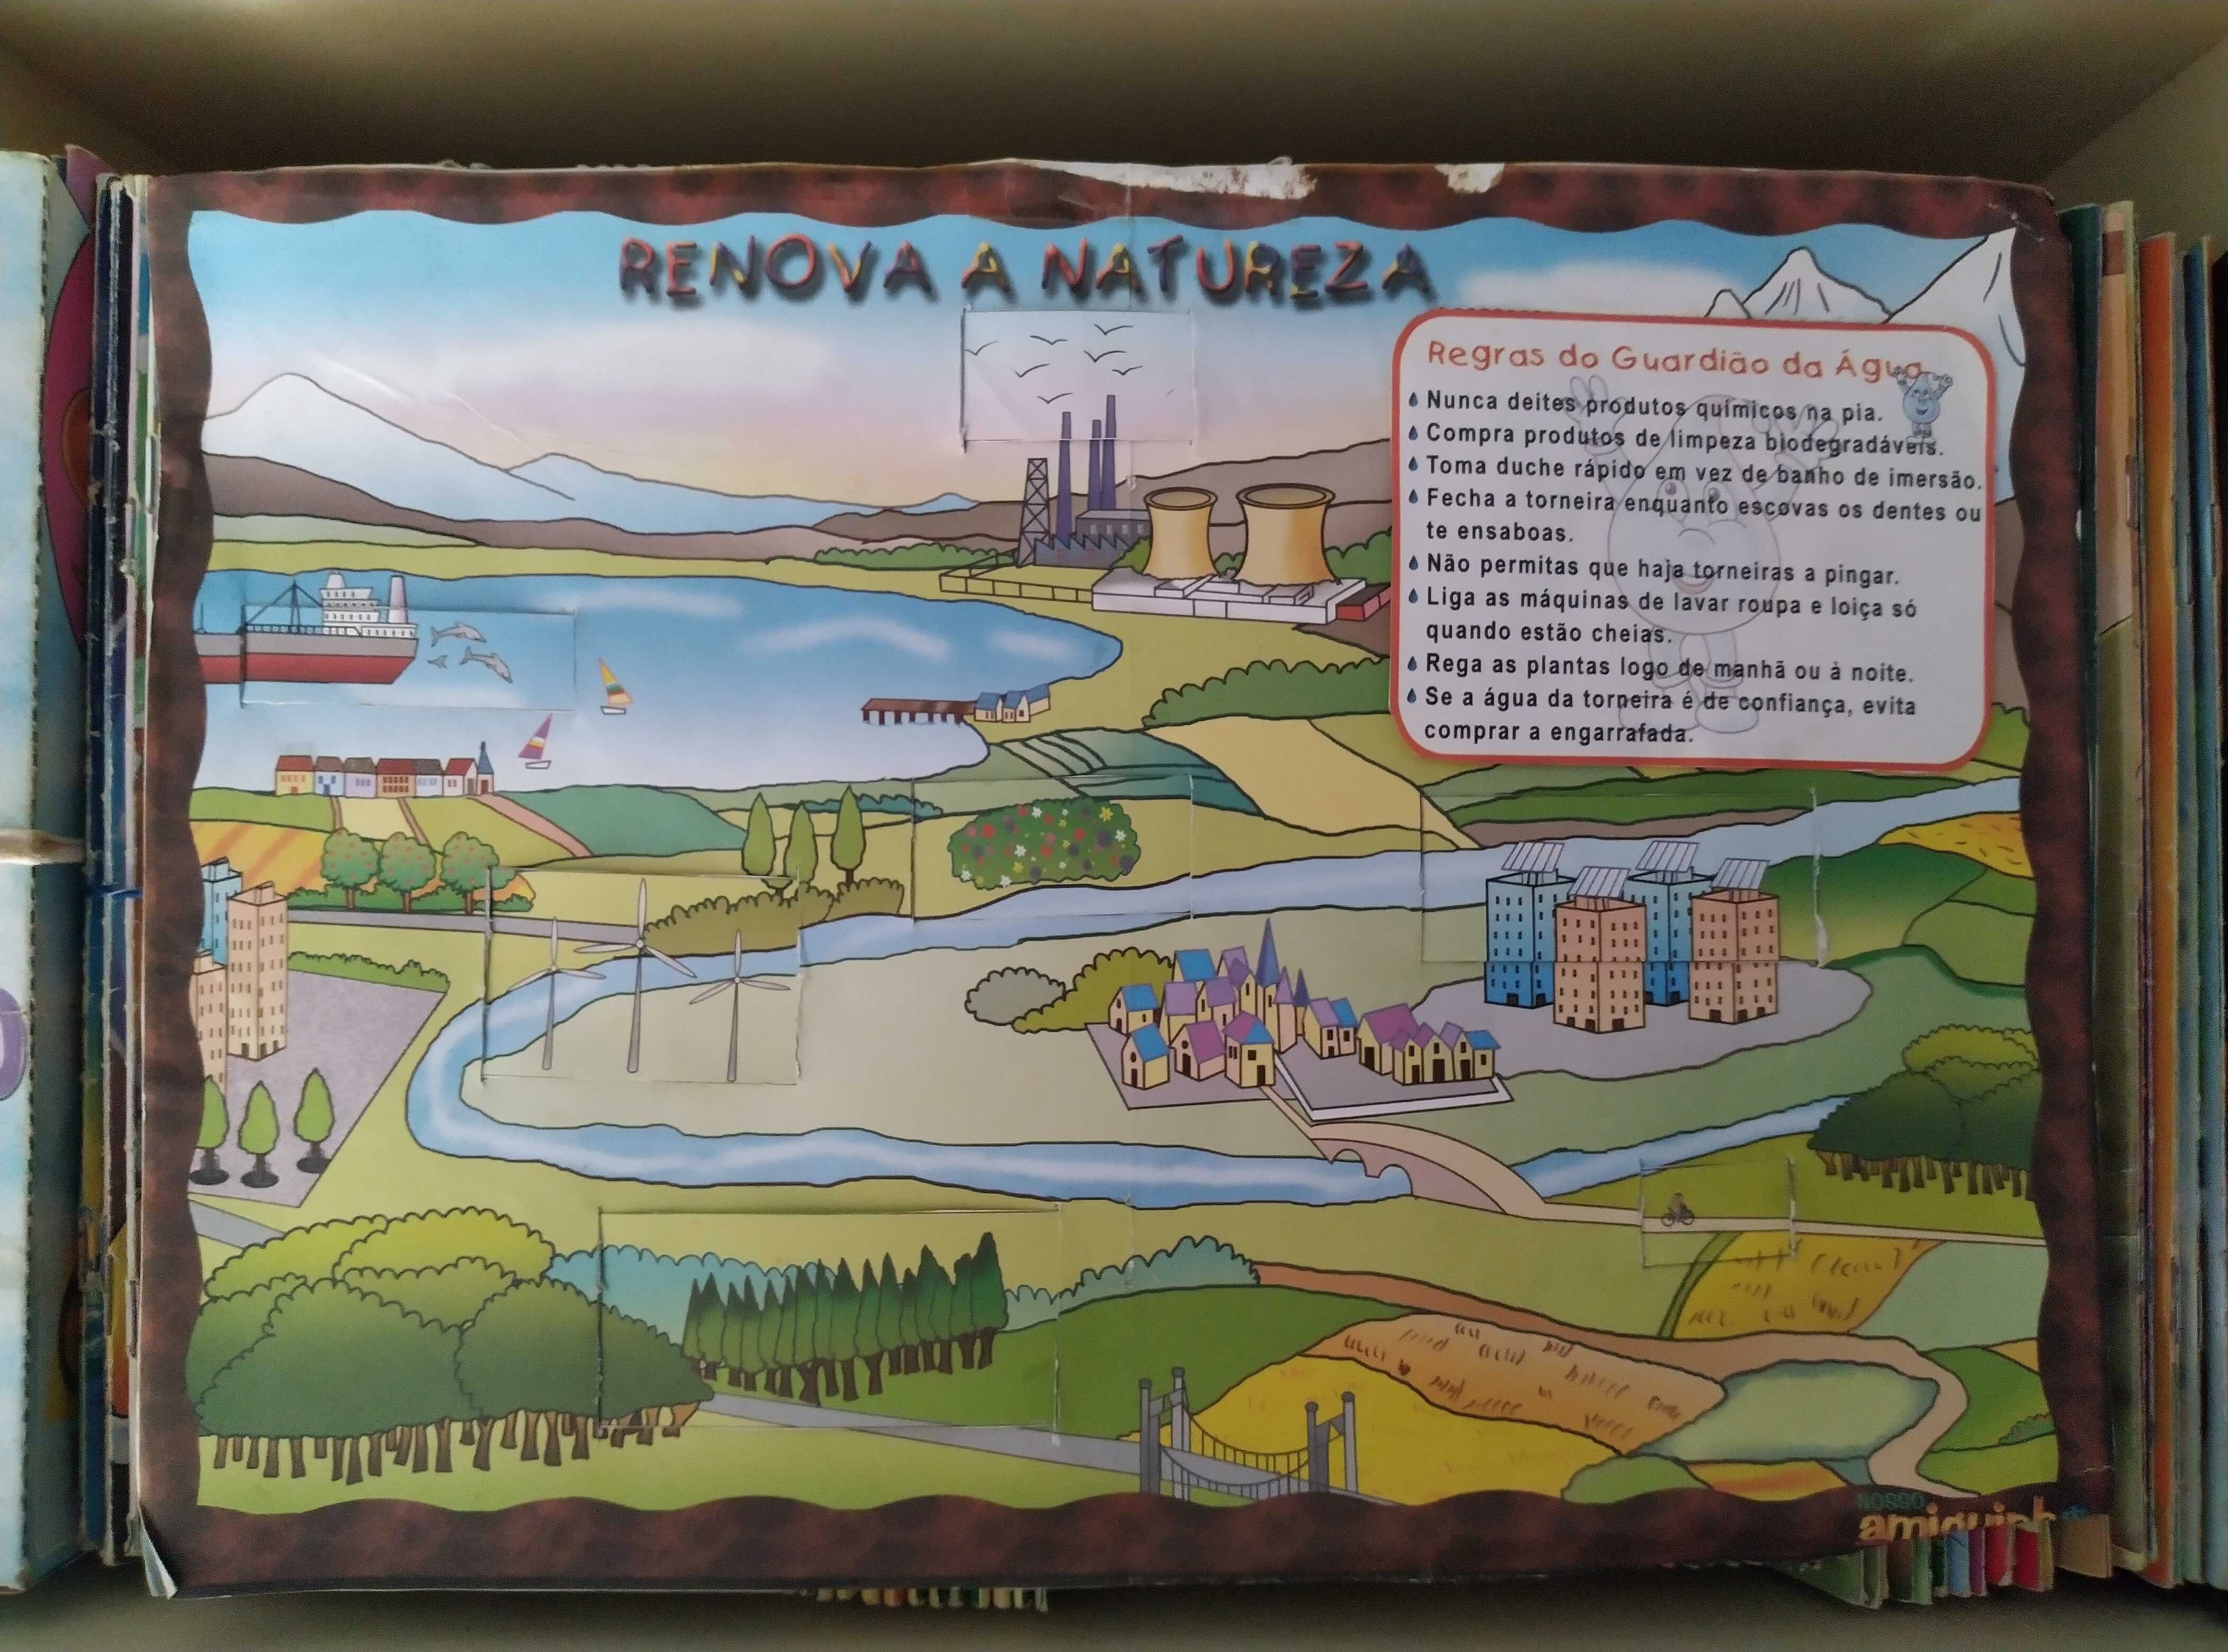 RENOVA A NATUREZA
Regras do Guardião da Água
Nunca deites produtos químicos na pia.
Compra produtos de limpeza biodegradáveis.
Toma duche rápido em vez de banho de imersão.
Fecha a torneira enquanto escovas os dentes ou
te ensaboas.
Não permitas que haja torneiras a pingar.
Liga as máquinas de lavar roupa e loiça só
quando estão cheias.
Rega as plantas logo de manhã ou à noite.
Se a água da torneira é de confiança, evita
comprar a engarrafada.
NOSSO